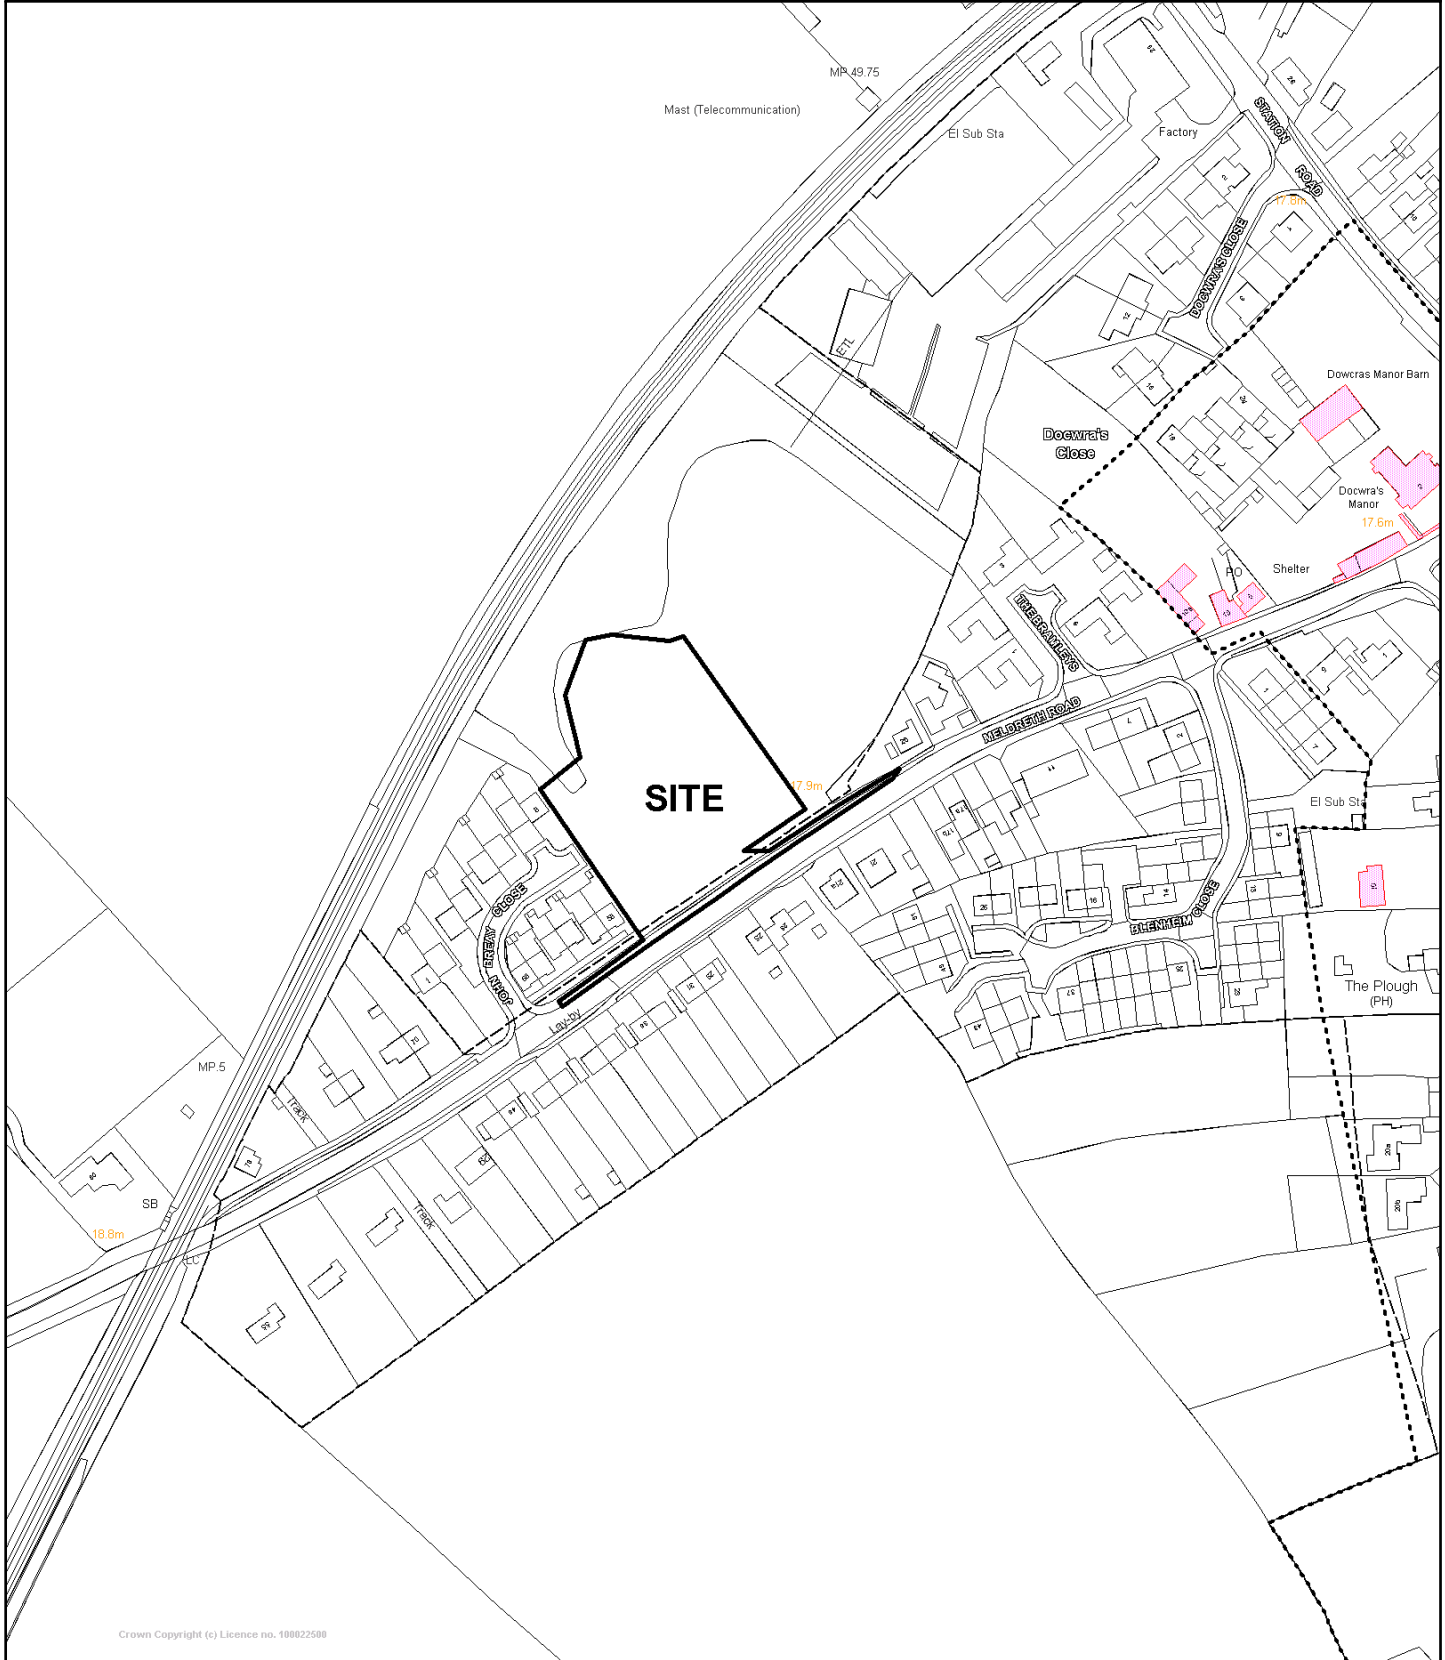 MP 49.75
Mast (Telecommunication)
El Sub Sta
Factory
STATION
ROAD
17.8m
DOCWRA'S CLOSE
ETL
Docwra's
Close
Dowcras Manor Barn
Docwra's
Manor
17.6m
PO
Shelter
THE BRAMLEYS
MELDRETH ROAD
SITE
17.9m
El Sub Sta
BLENHEIM CLOSE
The Plough
(PH)
JOHN
BREAY
CLOSE
Lay-by
MP.5
Track
SB
18.8m
LC
Track
Crown Copyright (c) Licence no. 100022500